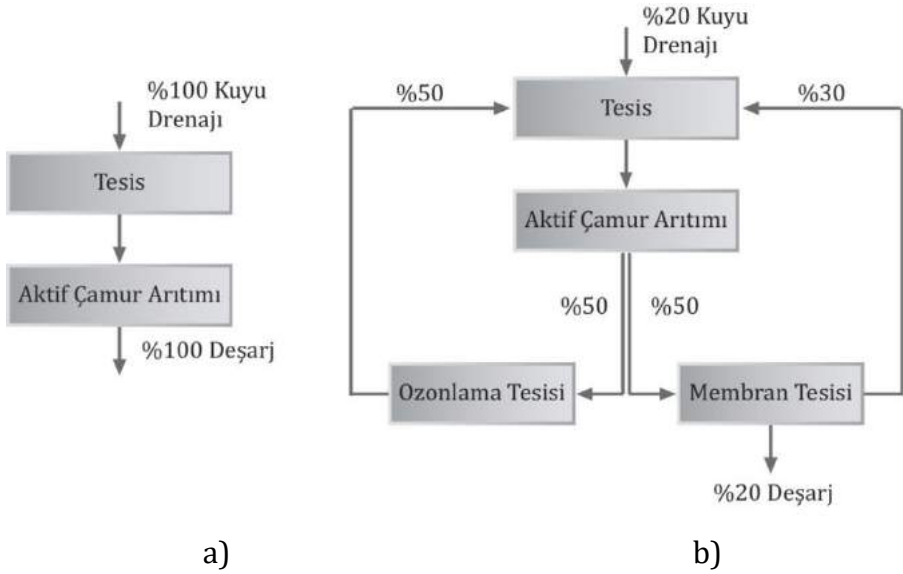 %100 Kuyu
Drenajı
Tesis
Aktif Çamur Arıtımı
%100 Deşarj
a)
%20 Kuyu
Drenajı
%50
Tesis
%30
Aktif Çamur Arıtımı
%50
%50
Ozonlama Tesisi
Membran Tesisi
%20 Deşarj
b)